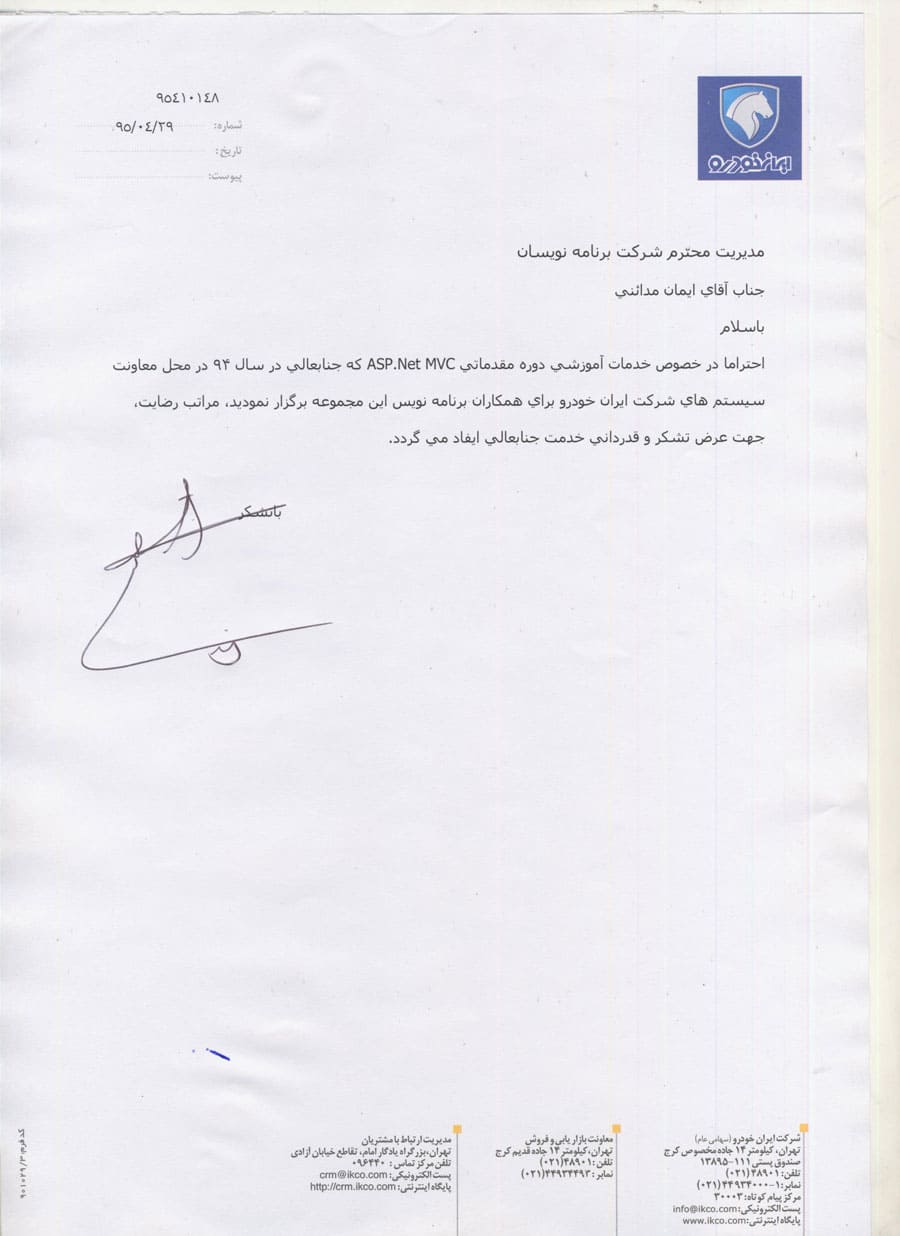 ایران خودرو
۹۵٤۱۰۱٤۸
شماره:
۹۵/۰٤/۲۹
تاریخ:
پیوست:
مدیریت محترم شرکت برنامه نویسان
جناب آقاي ایمان مدائني
باسلام
احتراما در خصوص خدمات آموزشي دوره مقدماتي ASP.Net MVC که جنابعالي در سال ۹۴ در محل معاونت
سیستم هاي شرکت ایران خودرو براي همکاران برنامه نویس این مجموعه برگزار نمودید، مراتب رضایت،
جهت عرض تشکر و قدرداني خدمت جنابعالي ایفاد مي گردد.
باتشکر
شرکت ایران خودرو (سهامی عام)
تهران، کیلومتر ۱۴ جاده مخصوص کرج
صندوق پستی ۱۱۱-۱۳۸۹۵
تلفن: ۴۸۹۰۱ (۰۲۱)
نمابر: ۱-۴۴۹۳۴۰۰۰ (۰۲۱)
مرکز پیام کوتاه: ۳۰۰۰۳
پست الکترونیکی: info@ikco.com
پایگاه اینترنتی: www.ikco.com
معاونت بازاریابی و فروش
تهران، کیلومتر ۱۴ جاده قدیم کرج
تلفن: ۴۸۹۰۱ (۰۲۱)
نمابر: ۴۴۹۳۴۴۹۳ (۰۲۱)
مدیریت ارتباط با مشتریان
تهران، بزرگراه یادگار امام، تقاطع خیابان آزادی
تلفن مرکز تماس: ۰۹۶۴۴۰
پست الکترونیکی: crm@ikco.com
پایگاه اینترنتی: http://crm.ikco.com
کد فرم: ۹۰۱۰۲۹/۳